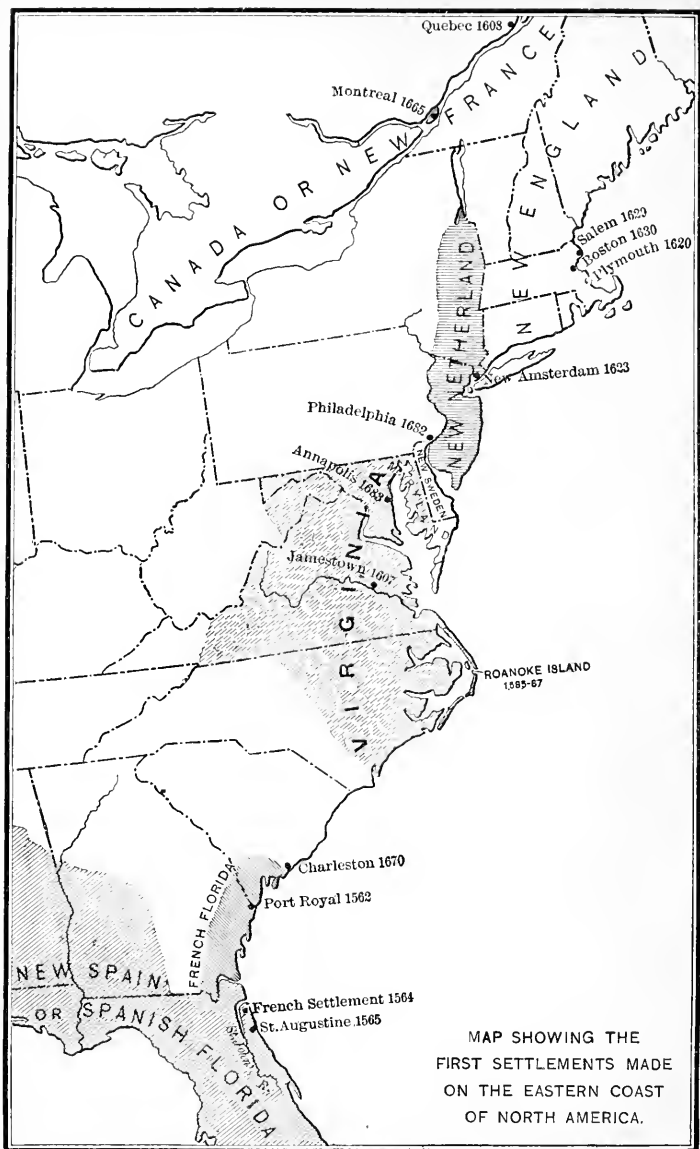 Quebec 1608
Montreal 1665
CANADA OR NEW FRANCE
NEW ENGLAND
Salem 1629
Boston 1630
Plymouth 1620
NEW NETHERLAND
New Amsterdam 1623
Philadelphia 1682
NEW SWEDEN
Annapolis 1683
MARYLAND
Jamestown 1607
VIRGINIA
ROANOKE ISLAND
1585-87
Charleston 1670
FRENCH FLORIDA
Port Royal 1562
NEW SPAIN
OR SPANISH FLORIDA
French Settlement 1564
St. Augustine 1565
St. John's R.
MAP SHOWING THE
FIRST SETTLEMENTS MADE
ON THE EASTERN COAST
OF NORTH AMERICA.